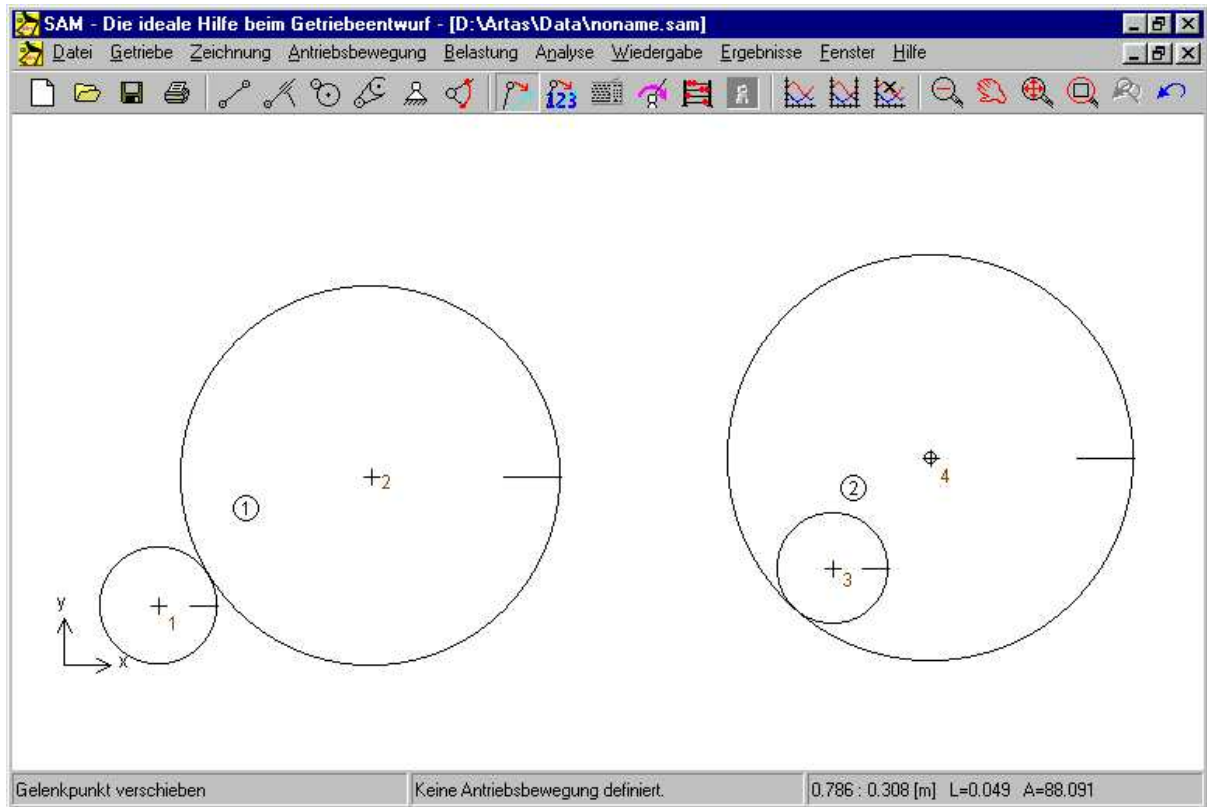 SAM - Die ideale Hilfe beim Getriebeentwurf - [D:\Artas\Data\noname.sam]
Datei Getriebe Zeichnung Antriebsbewegung Belastung Analyse Wiedergabe Ergebnisse Fenster Hilfe
123
2
4
1
2
3
1
y
x
Gelenkpunkt verschieben Keine Antriebsbewegung definiert. 0.786 : 0.308 [m] L=0.049 A=88.091